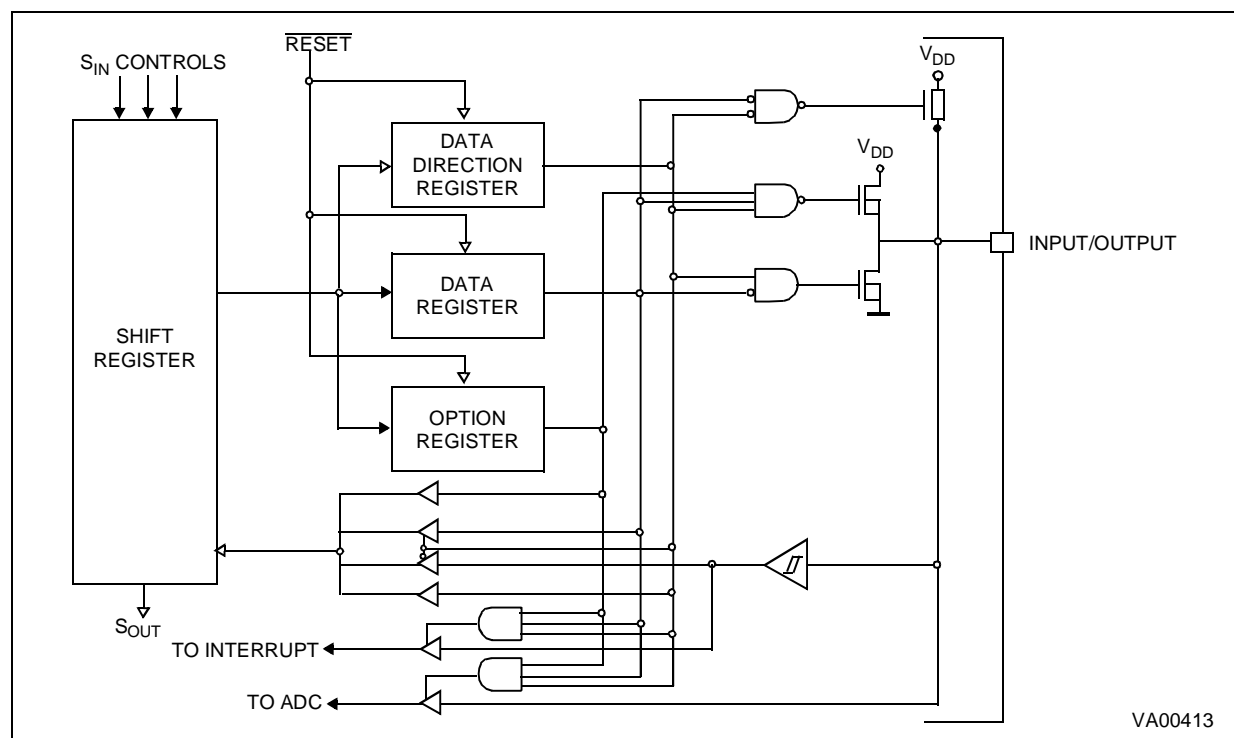 RESET
S_IN CONTROLS
V_DD
DATA
DIRECTION
REGISTER
V_DD
INPUT/OUTPUT
DATA
REGISTER
SHIFT
REGISTER
OPTION
REGISTER
S_OUT
TO INTERRUPT
TO ADC
VA00413